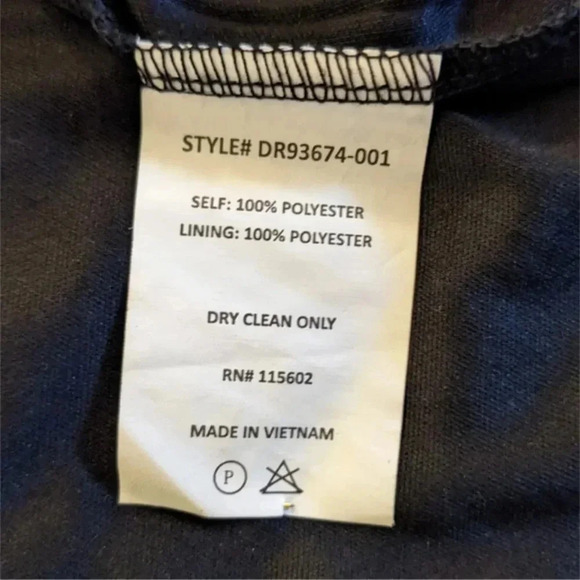 STYLE# DR93674-001
SELF: 100% POLYESTER
LINING: 100% POLYESTER
DRY CLEAN ONLY
RN# 115602
MADE IN VIETNAM
P